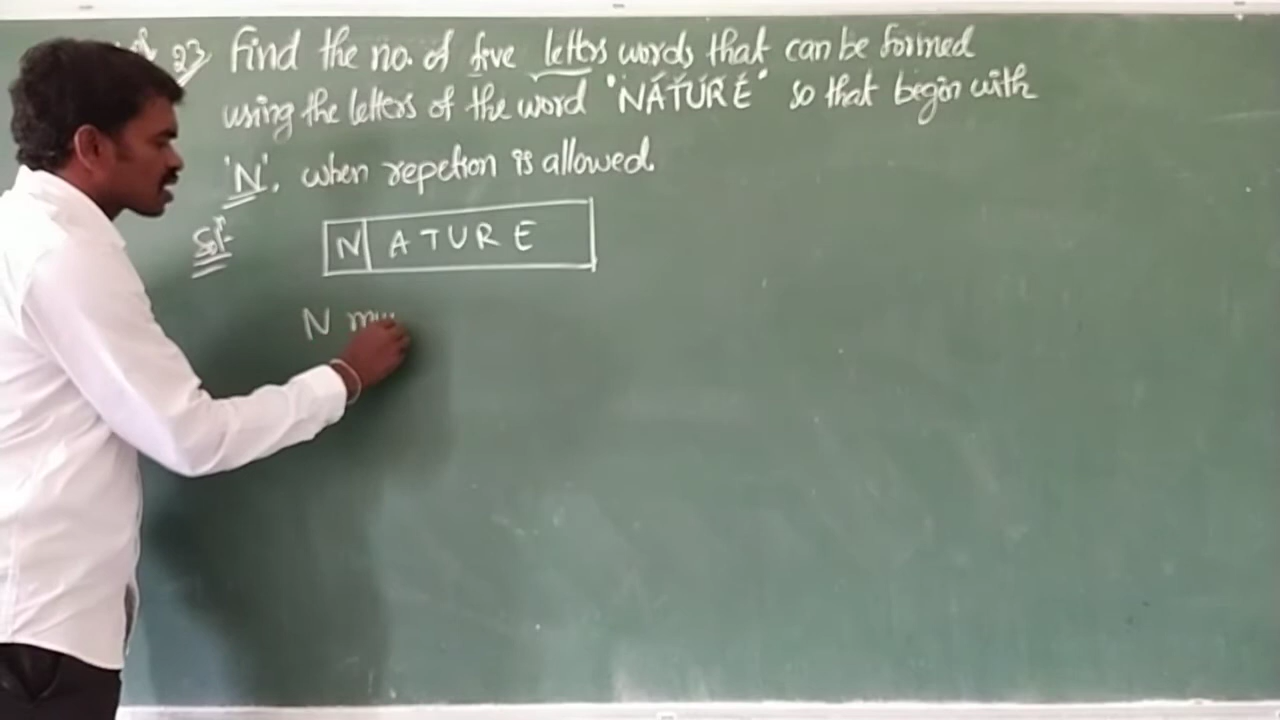 23 Find the no. of five letters words that can be formed
using the letters of the word 'NATURE' so that begin with
'N', when repetion is allowed.
Sol:-
N A T U R E
N